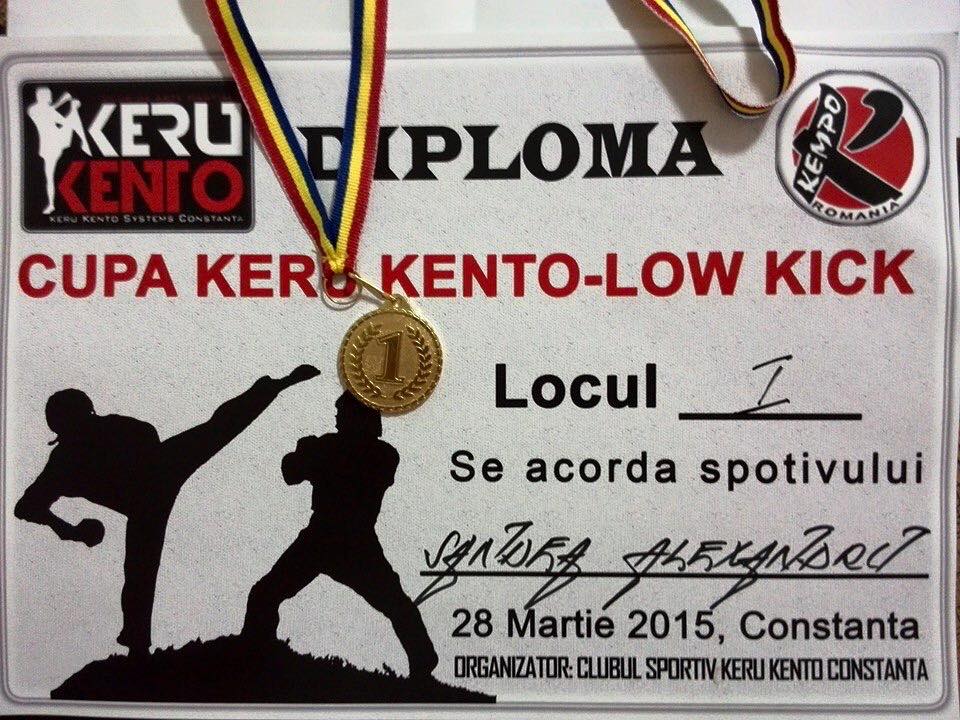 KERU
KENTO
KERU KENTO SYSTEMS CONSTANTA
DIPLOMA
KEMPO
ROMANIA
CUPA KERU KENTO-LOW KICK
1
Locul I
Se acorda spotivului
SANDRA ALEXANDRU
28 Martie 2015, Constanta
ORGANIZATOR: CLUBUL SPORTIV KERU KENTO CONSTANTA